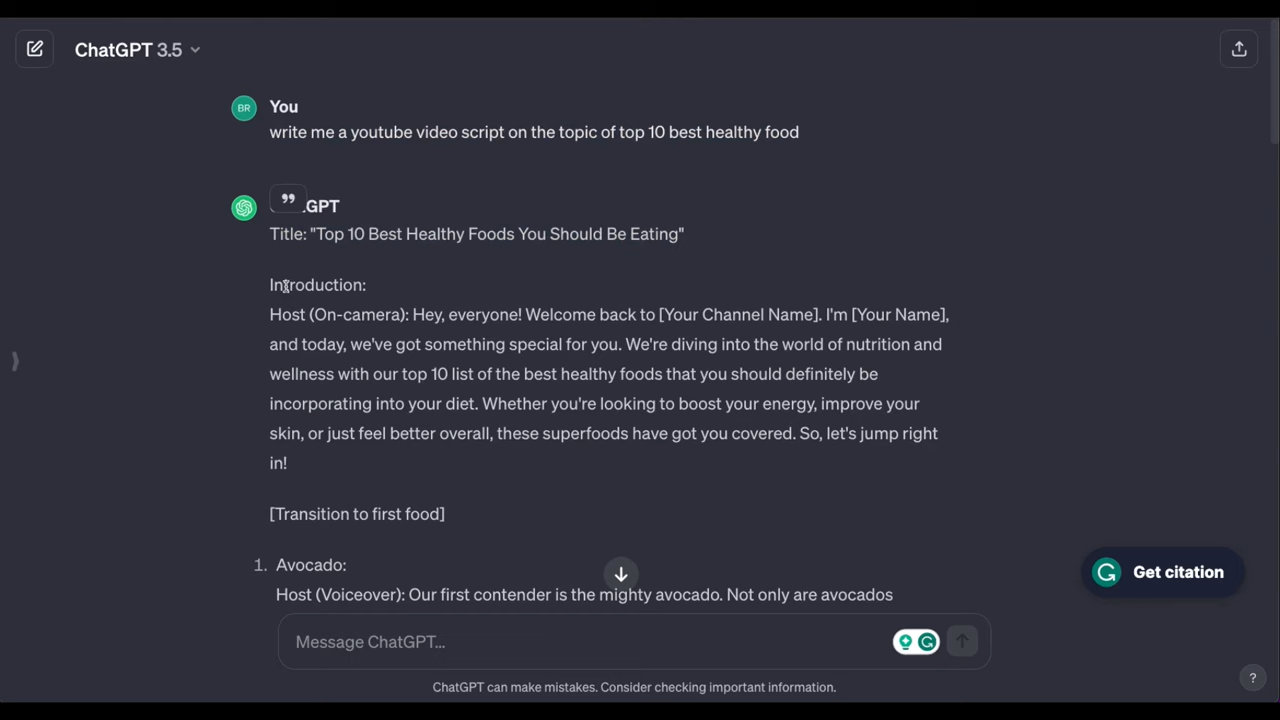 ChatGPT 3.5
BR
You
write me a youtube video script on the topic of top 10 best healthy food
GPT
Title: "Top 10 Best Healthy Foods You Should Be Eating"
Introduction:
Host (On-camera): Hey, everyone! Welcome back to [Your Channel Name]. I'm [Your Name],
and today, we've got something special for you. We're diving into the world of nutrition and
wellness with our top 10 list of the best healthy foods that you should definitely be
incorporating into your diet. Whether you're looking to boost your energy, improve your
skin, or just feel better overall, these superfoods have got you covered. So, let's jump right
in!
[Transition to first food]
1. Avocado:
Host (Voiceover): Our first contender is the mighty avocado. Not only are avocados
Get citation
Message ChatGPT...
ChatGPT can make mistakes. Consider checking important information.
?